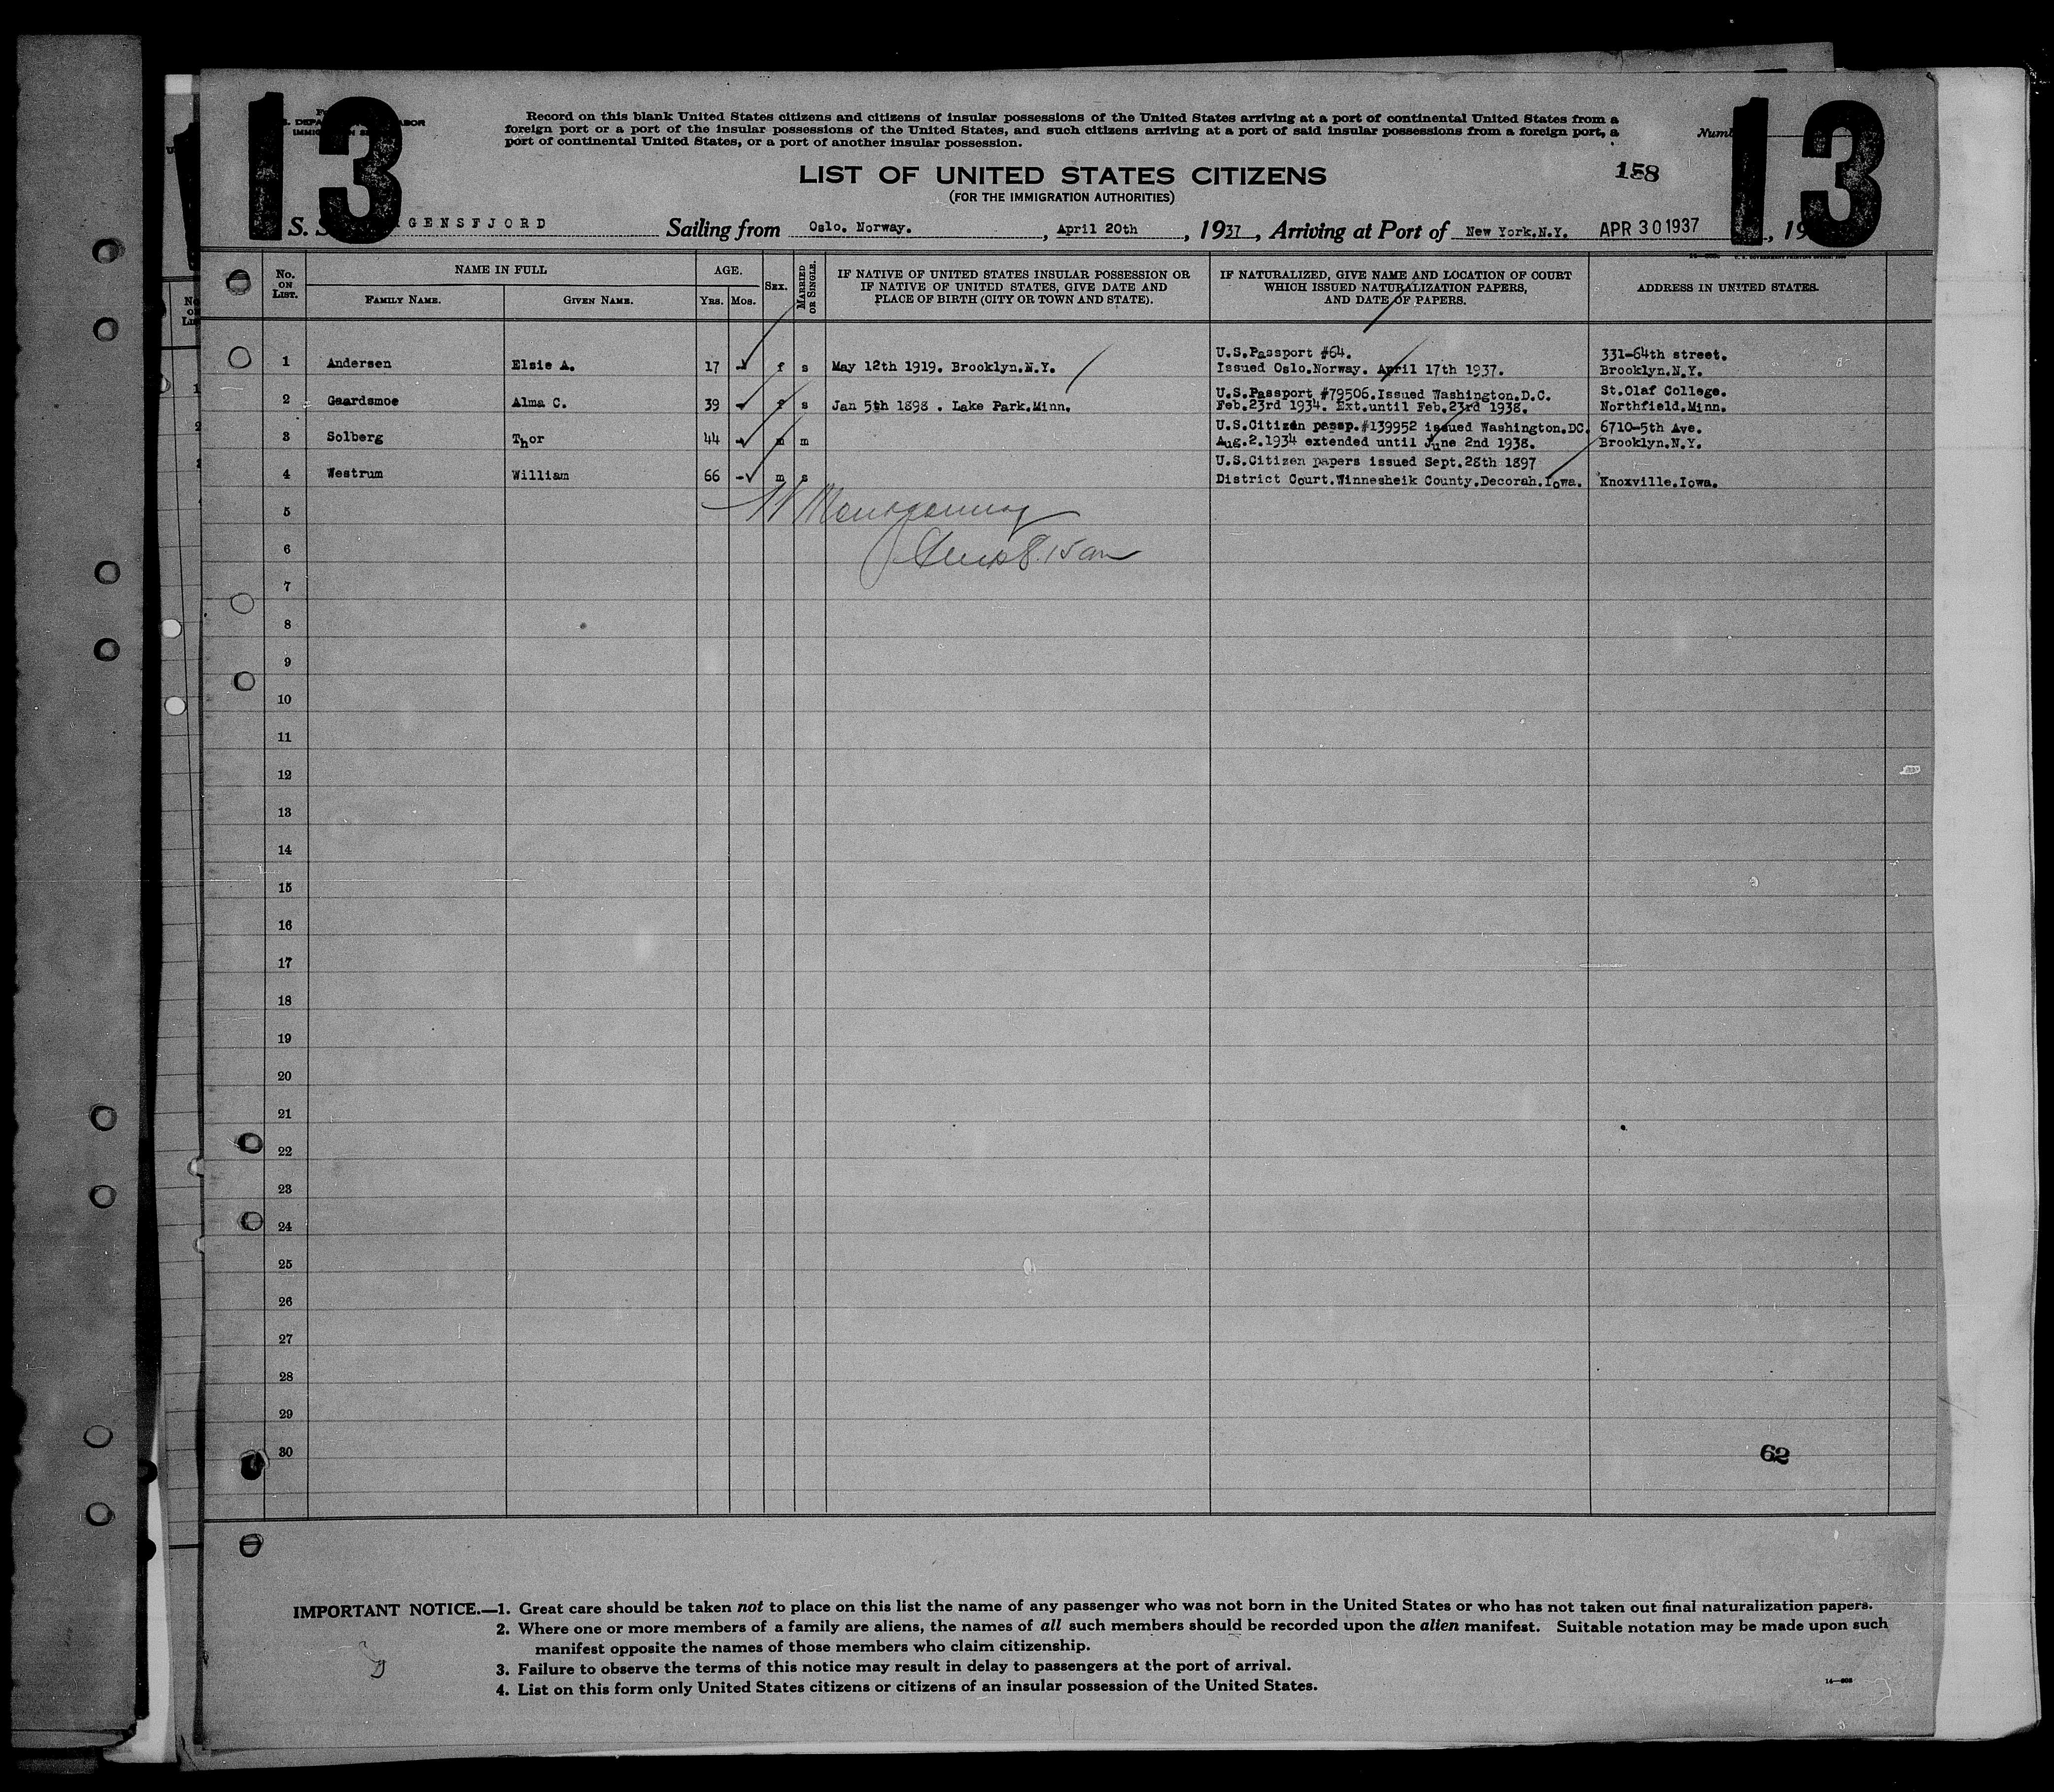 13
13
Record on this blank United States citizens and citizens of insular possessions of the United States arriving at a port of continental United States from a
foreign port or a port of the insular possessions of the United States, and such citizens arriving at a port of said insular possessions from a foreign port, a
port of continental United States, or a port of another insular possession.
LIST OF UNITED STATES CITIZENS
(FOR THE IMMIGRATION AUTHORITIES)
158
S. S. GENSFJORD Sailing from Oslo. Norway. , April 20th , 1937 , Arriving at Port of New York.N.Y. APR 30 1937 , 19
No. ON LIST.
NAME IN FULL
FAMILY NAME.
GIVEN NAME.
AGE.
YRS. MOS.
SEX.
MARRIED OR SINGLE.
IF NATIVE OF UNITED STATES INSULAR POSSESSION OR
IF NATIVE OF UNITED STATES, GIVE DATE AND
PLACE OF BIRTH (CITY OR TOWN AND STATE).
IF NATURALIZED, GIVE NAME AND LOCATION OF COURT
WHICH ISSUED NATURALIZATION PAPERS,
AND DATE OF PAPERS.
ADDRESS IN UNITED STATES.
1 Andersen Elsie A. 17 f s May 12th 1919. Brooklyn.N.Y.
U.S.Passport #64.
Issued Oslo.Norway. April 17th 1937.
331-64th street.
Brooklyn.N.Y.
2 Gaardsmoe Alma C. 39 f s Jan 5th 1898 . Lake Park.Minn.
U.S.Passport #79506.Issued Washington.D.C.
Feb.23rd 1934. Ext.until Feb.23rd 1938.
St.Olaf College.
Northfield.Minn.
3 Solberg Thor 44 m m
U.S.Citizen passp.#139952 issued Washington.DC.
Aug.2.1934 extended until June 2nd 1938.
6710-5th Ave.
Brooklyn.N.Y.
4 Westrum William 66 m s
U.S.Citizen papers issued Sept.28th 1897
District Court.Winnesheik County.Decorah.Iowa.
Knoxville.Iowa.
Montgomery
8.15 am
5
6
7
8
9
10
11
12
13
14
15
16
17
18
19
20
21
22
23
24
25
26
27
28
29
30
62
IMPORTANT NOTICE.—1. Great care should be taken not to place on this list the name of any passenger who was not born in the United States or who has not taken out final naturalization papers.
2. Where one or more members of a family are aliens, the names of all such members should be recorded upon the alien manifest. Suitable notation may be made upon such
manifest opposite the names of those members who claim citizenship.
3. Failure to observe the terms of this notice may result in delay to passengers at the port of arrival.
4. List on this form only United States citizens or citizens of an insular possession of the United States.